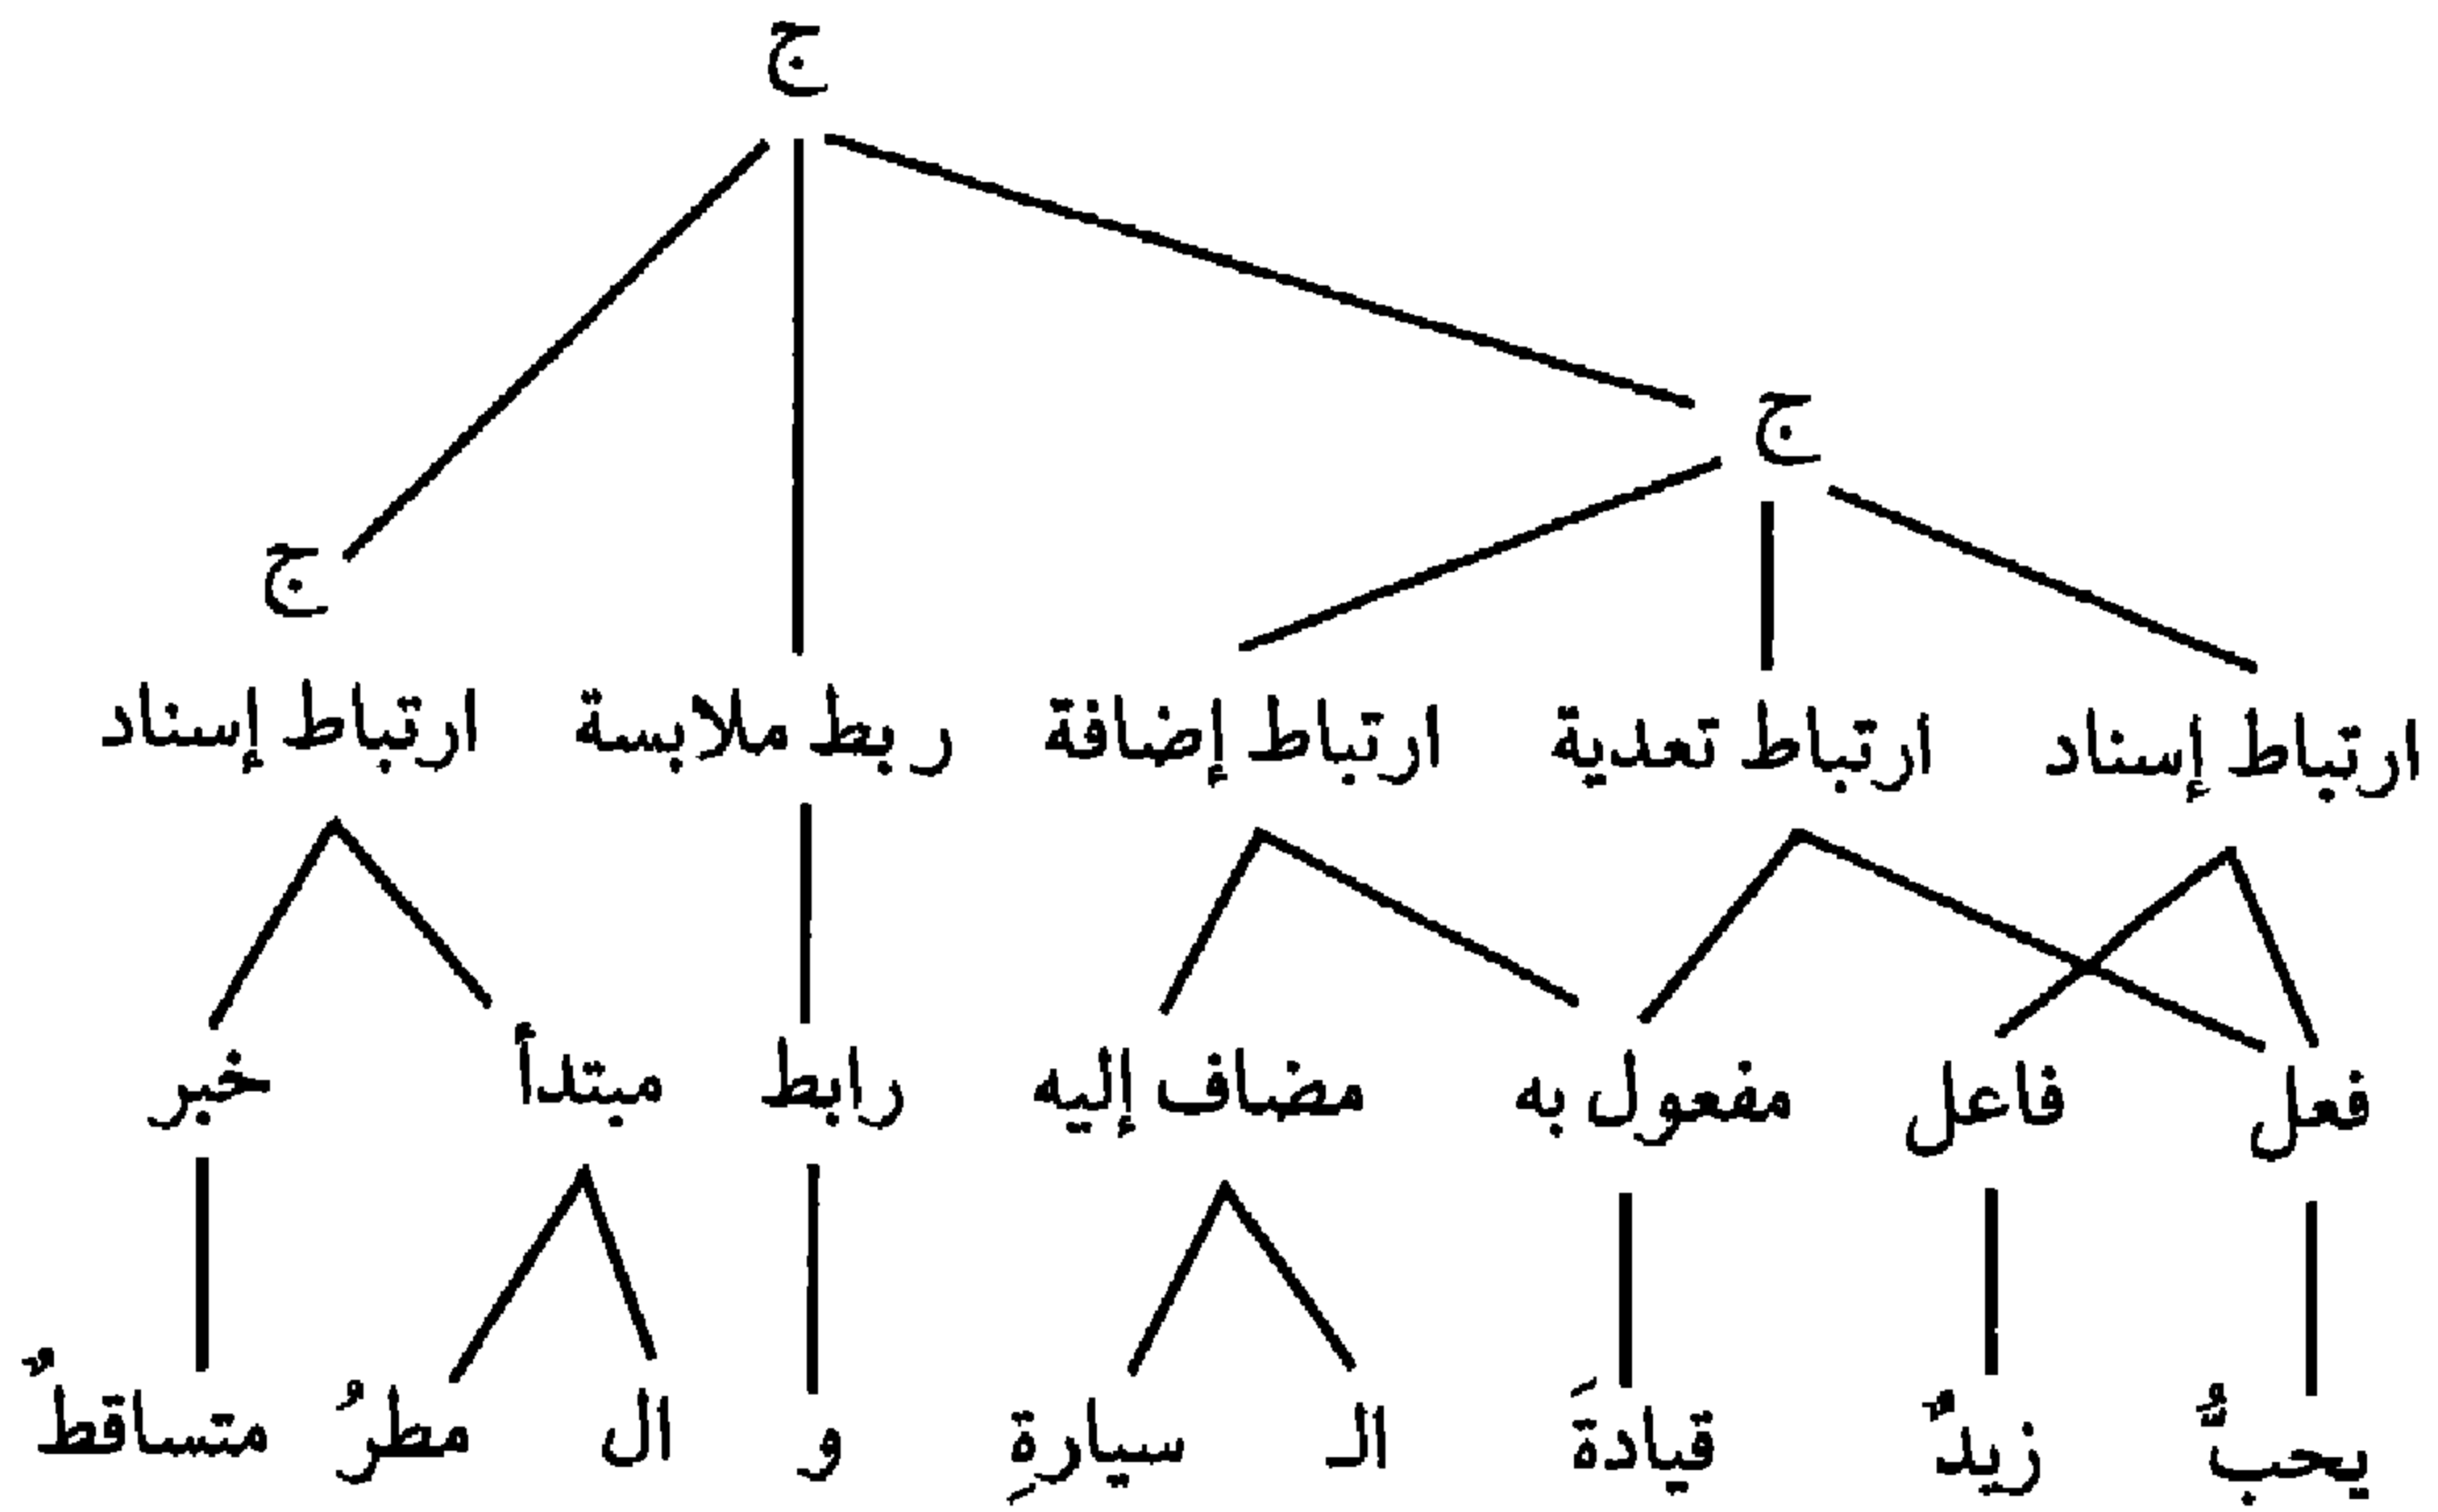 ج
ج
ج
ارتباط إسناد ارتباط تعدية ارتباط إضافة ربط ملابسة ارتباط إسناد
فعل فاعل مفعول به مضاف إليه رابط مبتدأ خبر
يحبُّ زيدٌ قيادةَ الـ سيارةِ و ال مطرُ متساقطٌ